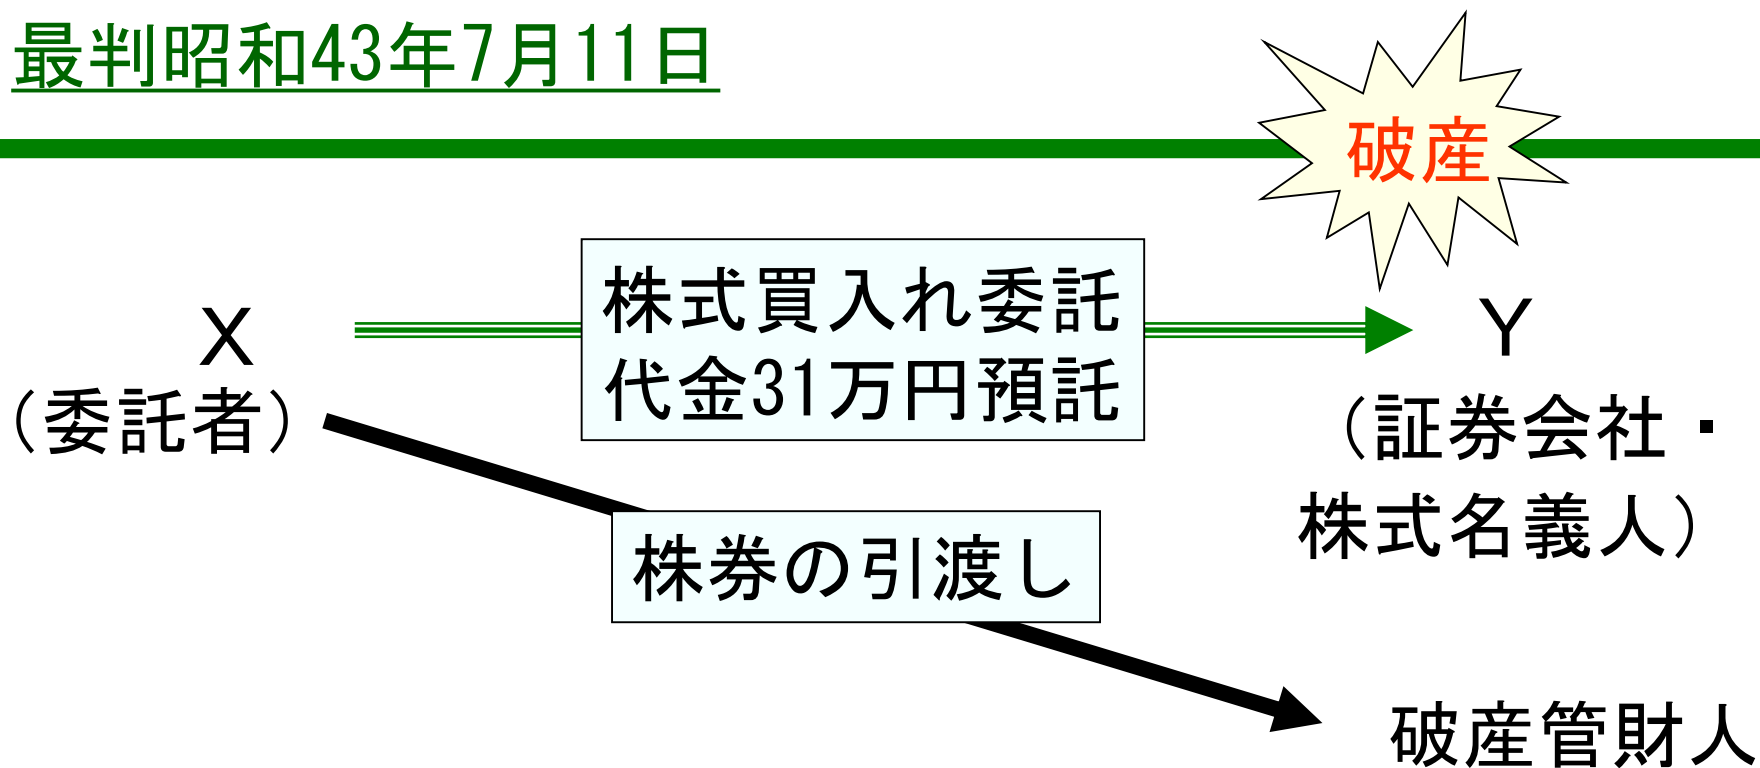 最判昭和43年7月11日
破産
株式買入れ委託
代金31万円預託
X
(委託者)
Y
(証券会社・
株式名義人)
株券の引渡し
破産管財人